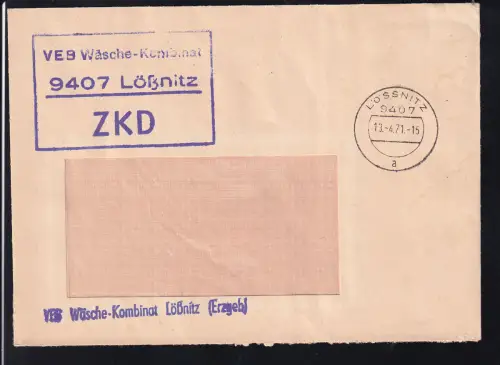 VEB Wäsche-Kombinat
9407 Lößnitz
ZKD
LÖSSNITZ
9407
13.-4.71.-15
a
VEB Wäsche-Kombinat Lößnitz (Erzgeb)